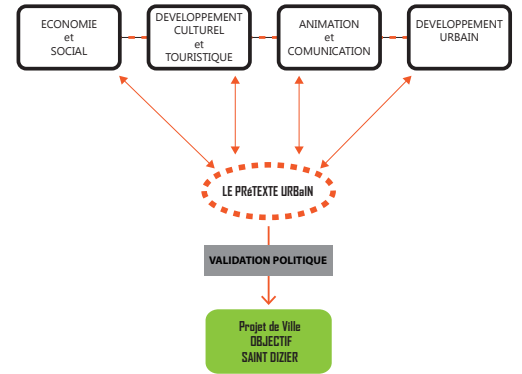 ECONOMIE
et
SOCIAL
DEVELOPPEMENT
CULTUREL
et
TOURISTIQUE
ANIMATION
et
COMUNICATION
DEVELOPPEMENT
URBAIN
LE PRéTEXTE URBaIN
VALIDATION POLITIQUE
Projet de Ville
OBJECTIF
SAINT DIZIER